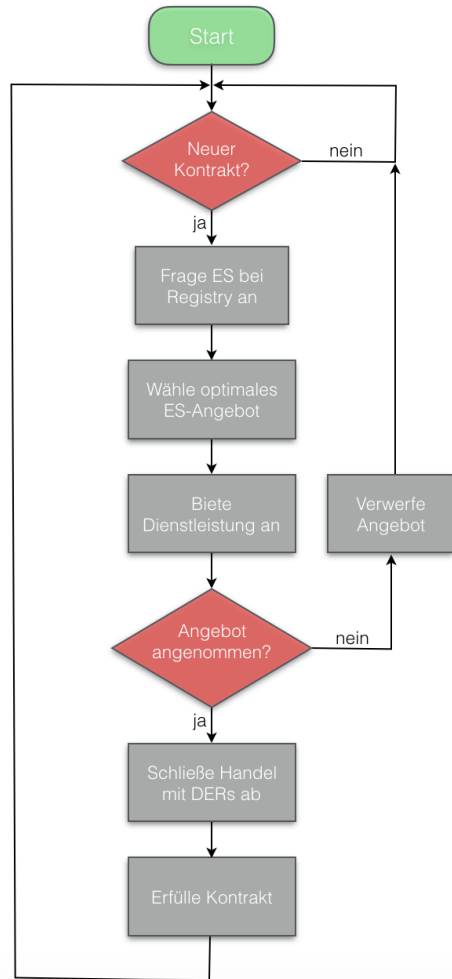 Start
Neuer
Kontrakt?
nein
ja
Frage ES bei
Registry an
Wähle optimales
ES-Angebot
Biete
Dienstleistung an
Verwerfe
Angebot
Angebot
angenommen?
nein
ja
Schließe Handel
mit DERs ab
Erfülle Kontrakt